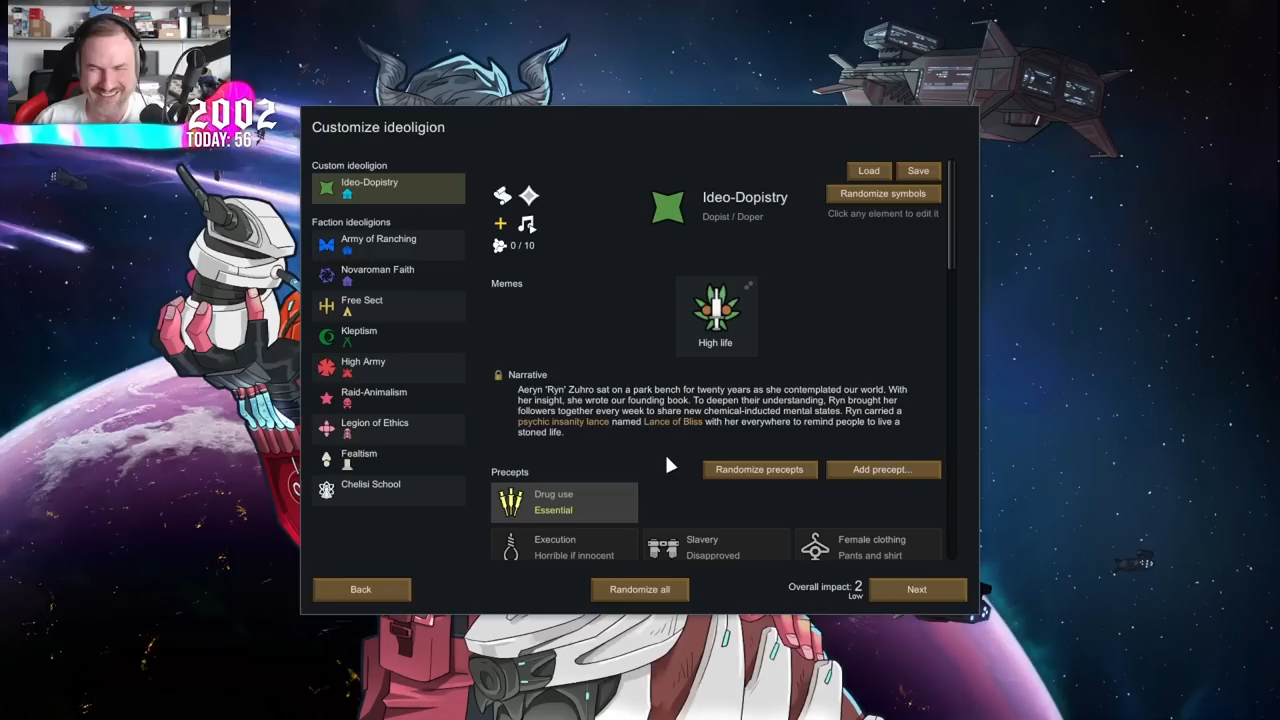 2002
TODAY: 56
Customize ideoligion
Custom ideoligion
Ideo-Dopistry
Faction ideoligions
Army of Ranching
Novaroman Faith
Free Sect
Kleptism
High Army
Raid-Animalism
Legion of Ethics
Fealtism
Chelisi School
0 / 10
Ideo-Dopistry
Dopist / Doper
Load
Save
Randomize symbols
Click any element to edit it
Memes
High life
Narrative
Aeryn 'Ryn' Zuhro sat on a park bench for twenty years as she contemplated our world. With
her insight, she wrote our founding book. To deepen their understanding, Ryn brought her
followers together every week to share new chemical-inducted mental states. Ryn carried a
psychic insanity lance named Lance of Bliss with her everywhere to remind people to live a
stoned life.
Precepts
Randomize precepts
Add precept...
Drug use
Essential
Execution
Horrible if innocent
Slavery
Disapproved
Female clothing
Pants and shirt
Back
Randomize all
Overall impact: 2
Low
Next